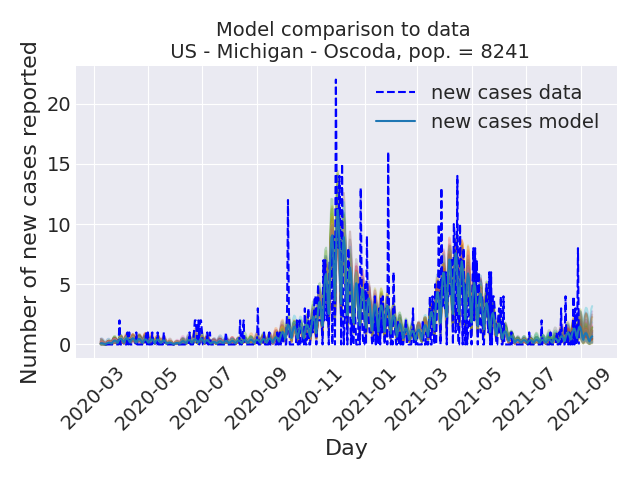 Model comparison to data
US - Michigan - Oscoda, pop. = 8241
Number of new cases reported
20
15
10
5
0
new cases data
new cases model
2020-03
2020-05
2020-07
2020-09
2020-11
2021-01
2021-03
2021-05
2021-07
2021-09
Day